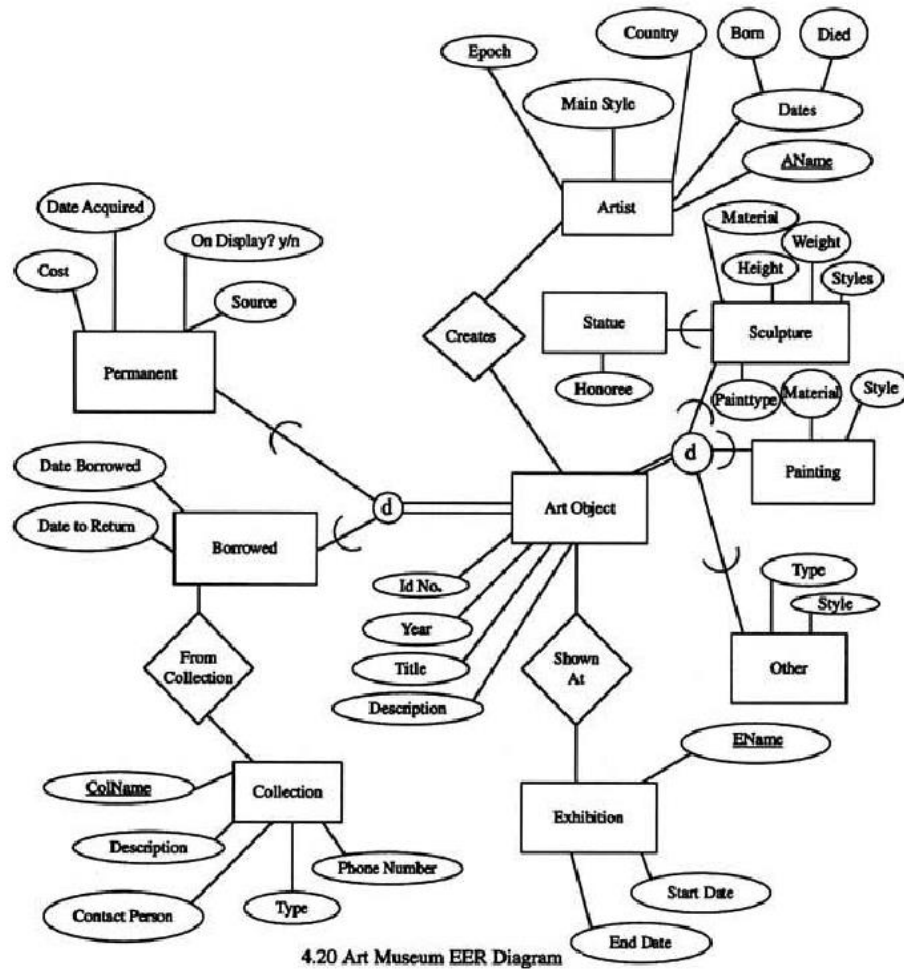 Country
Born
Died
Epoch
Main Style
Dates
AName
Artist
Date Acquired
On Display? y/n
Cost
Source
Permanent
Material
Weight
Height
Styles
Statue
Sculpture
Creates
Honoree
Painttype
Material
Style
d
Painting
Date Borrowed
Date to Return
Borrowed
d
Art Object
Id No.
Year
Title
Description
Type
Style
Other
From
Collection
Shown
At
EName
ColName
Collection
Exhibition
Description
Phone Number
Contact Person
Type
Start Date
End Date
4.20 Art Museum EER Diagram